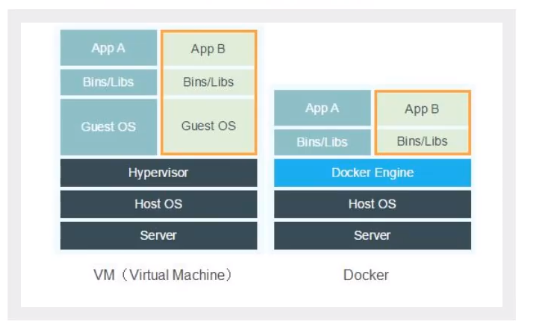 App A
App B
Bins/Libs
Bins/Libs
Guest OS
Guest OS
Hypervisor
Host OS
Server
VM（Virtual Machine）
App A
App B
Bins/Libs
Bins/Libs
Docker Engine
Host OS
Server
Docker